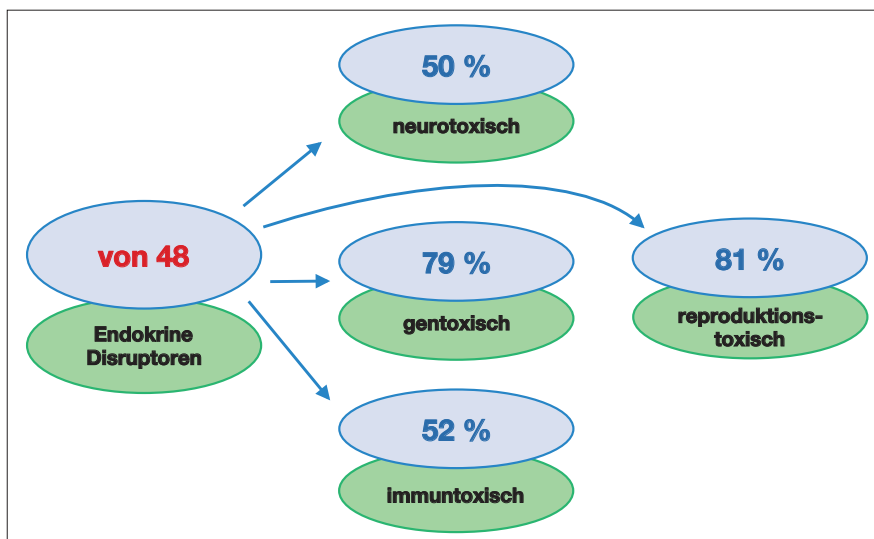 50 %
neurotoxisch
von 48
Endokrine
Disruptoren
79 %
gentoxisch
81 %
reproduktions-
toxisch
52 %
immuntoxisch